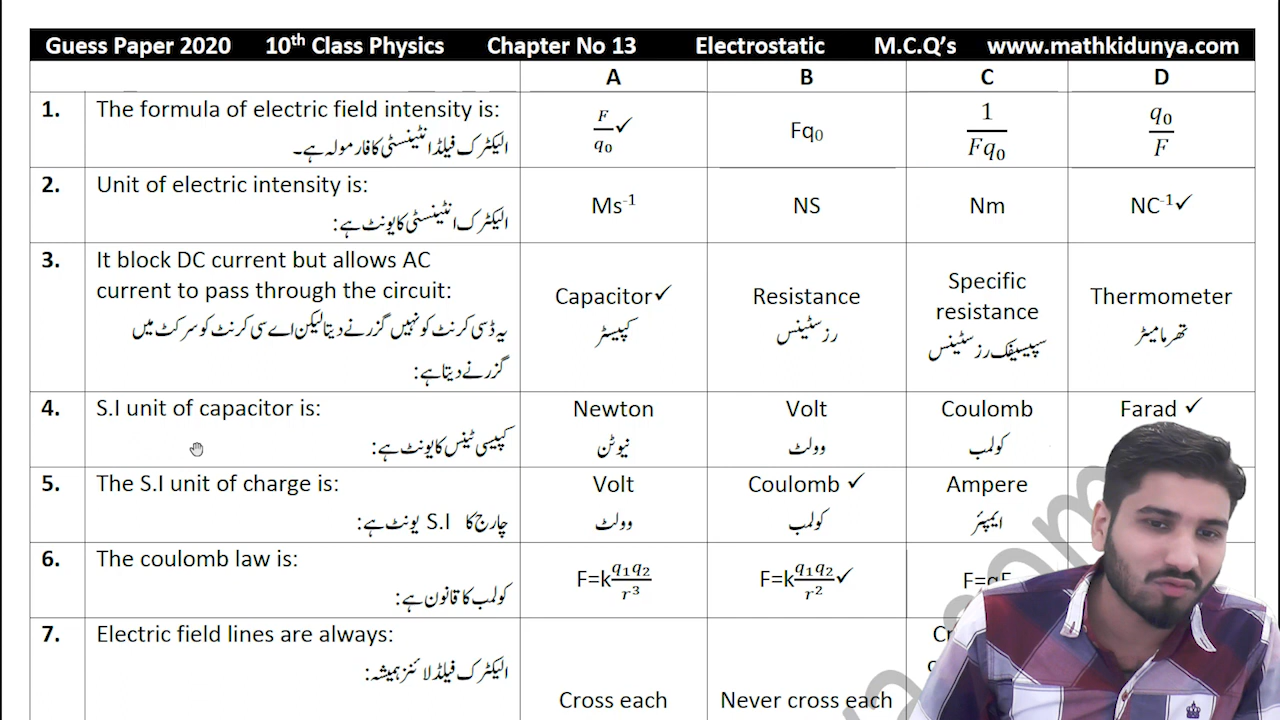 Guess Paper 2020 10th Class Physics Chapter No 13 Electrostatic M.C.Q’s www.mathkidunya.com
A B C D
1. The formula of electric field intensity is: F/q₀ ✓ Fq₀ 1/Fq₀ q₀/F
الیکٹرک فیلڈ انٹینسٹی کا فارمولہ ہے۔
2. Unit of electric intensity is: Ms⁻¹ NS Nm NC⁻¹ ✓
الیکٹرک انٹینسٹی کا یونٹ ہے:
3. It block DC current but allows AC
current to pass through the circuit: Capacitor ✓ Resistance Specific resistance Thermometer
یہ ڈی سی کرنٹ کو نہیں گزرنے دیتا لیکن اے سی کرنٹ کو سرکٹ میں
گزرنے دیتا ہے: کپیسٹر رزسٹینس سپیسیفک رزسٹینس تھرمامیٹر
4. S.I unit of capacitor is: Newton Volt Coulomb Farad ✓
کپیسی ٹینس کا یونٹ ہے: نیوٹن وولٹ کولمب
5. The S.I unit of charge is: Volt Coulomb ✓ Ampere
چارج کا S.I یونٹ ہے: وولٹ کولمب ایمپئر
6. The coulomb law is: F=k q₁q₂/r³ F=k q₁q₂/r² ✓
کولمب کا قانون ہے:
7. Electric field lines are always:
الیکٹرک فیلڈ لائنز ہمیشہ:
Cross each Never cross each